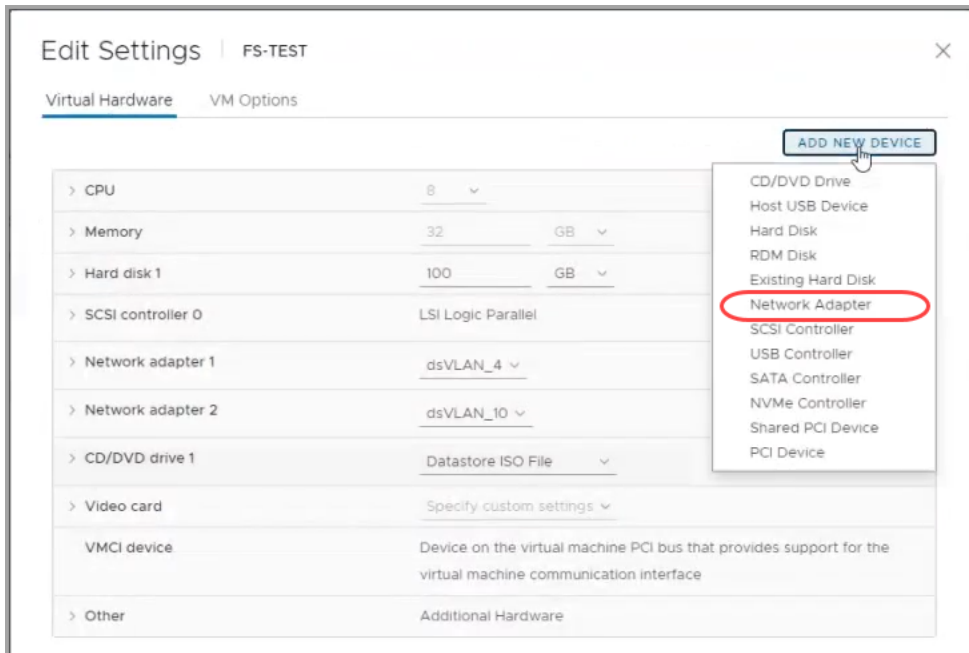 Edit Settings FS-TEST
Virtual Hardware VM Options
ADD NEW DEVICE
CD/DVD Drive
Host USB Device
Hard Disk
RDM Disk
Existing Hard Disk
Network Adapter
SCSI Controller
USB Controller
SATA Controller
NVMe Controller
Shared PCI Device
PCI Device
CPU 8
Memory 32 GB
Hard disk 1 100 GB
SCSI controller 0 LSI Logic Parallel
Network adapter 1 dsVLAN_4
Network adapter 2 dsVLAN_10
CD/DVD drive 1 Datastore ISO File
Video card Specify custom settings
VMCI device Device on the virtual machine PCI bus that provides support for the
virtual machine communication interface
Other Additional Hardware